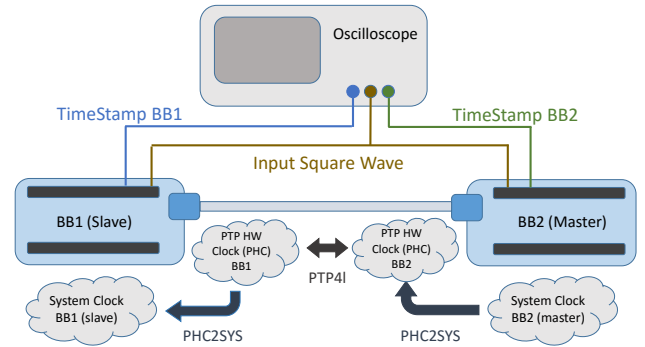 Oscilloscope
TimeStamp BB1
TimeStamp BB2
Input Square Wave
BB1 (Slave)
BB2 (Master)
PTP HW
Clock (PHC)
BB1
PTP HW
Clock (PHC)
BB2
PTP4l
System Clock
BB1 (slave)
System Clock
BB2 (master)
PHC2SYS
PHC2SYS